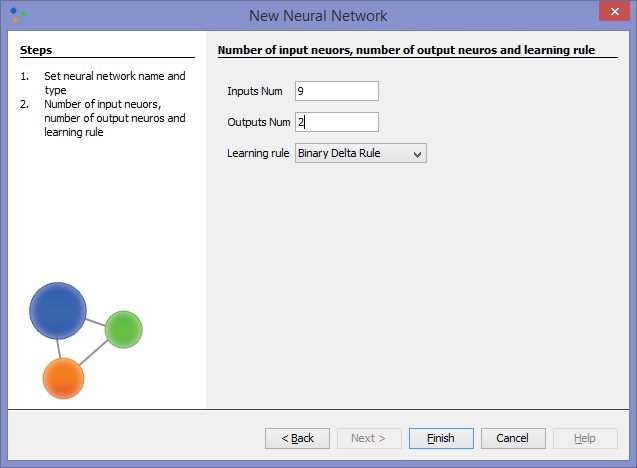 New Neural Network
Steps
1. Set neural network name and
type
2. Number of input neuors,
number of output neuros and
learning rule
Number of input neuors, number of output neuros and learning rule
Inputs Num 9
Outputs Num 2
Learning rule Binary Delta Rule
< Back Next > Finish Cancel Help